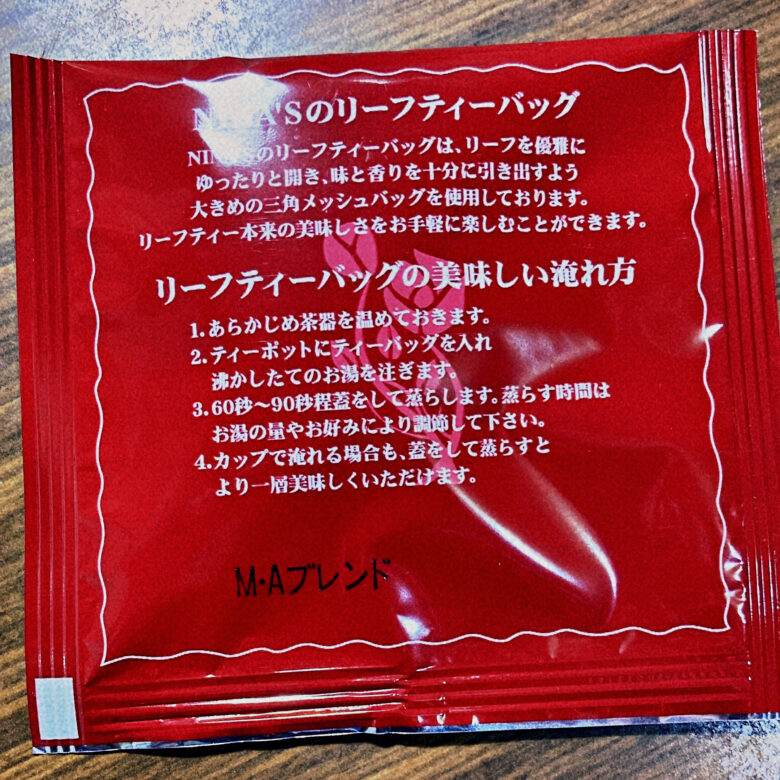 NINA'Sのリーフティーバッグ
NINA'Sのリーフティーバッグは、リーフを優雅に
ゆったりと開き、味と香りを十分に引き出すよう
大きめの三角メッシュバッグを使用しております。
リーフティー本来の美味しさをお手軽に楽しむことができます。
リーフティーバッグの美味しい淹れ方
1.あらかじめ茶器を温めておきます。
2.ティーポットにティーバッグを入れ
沸かしたてのお湯を注ぎます。
3.60秒～90秒程蓋をして蒸らします。蒸らす時間は
お湯の量やお好みにより調節して下さい。
4.カップで淹れる場合も、蓋をして蒸らすと
より一層美味しくいただけます。
M・Aブレンド